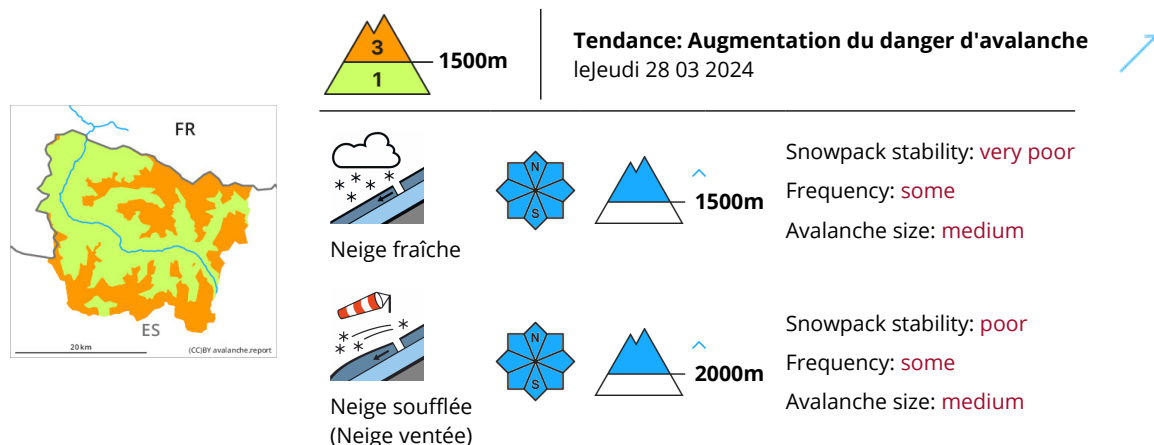 3
1
1500m
Tendance: Augmentation du danger d'avalanche
leJeudi 28 03 2024
FR
ES
20 km
(CC)BY avalanche.report
N
S
1500m
Snowpack stability: very poor
Frequency: some
Avalanche size: medium
Neige fraîche
N
S
2000m
Snowpack stability: poor
Frequency: some
Avalanche size: medium
Neige soufflée
(Neige ventée)